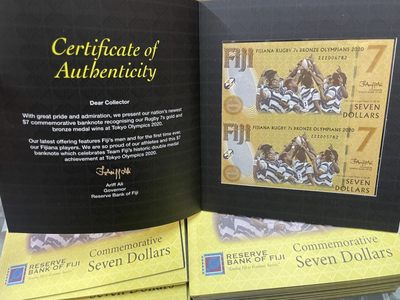 Certificate of
Authenticity
Dear Collector
With great pride and admiration, we present our nation's newest
$7 commemorative banknote recognising our Rugby 7s gold and
bronze medal wins at Tokyo Olympics 2020.
Our latest offering features Fiji's men and for the first time ever,
our Fijiana players. We are so proud of our athletes and this $7
banknote which celebrates Team Fiji's historic double medal
achievement at Tokyo 2020.
Ariff Ali
Governor
Reserve Bank of Fiji
Fiji
FIJIANA RUGBY 7s BRONZE OLYMPIANS 2020
7
ZZZ006782
SEVEN
DOLLARS
Fiji
FIJIANA RUGBY 7s BRONZE OLYMPIANS 2020
7
SEVEN
DOLLARS
RESERVE
BANK OF FIJI
Commemorative
Seven Dollars
RESERVE
BANK OF FIJI
Commemorative
Seven Dollars